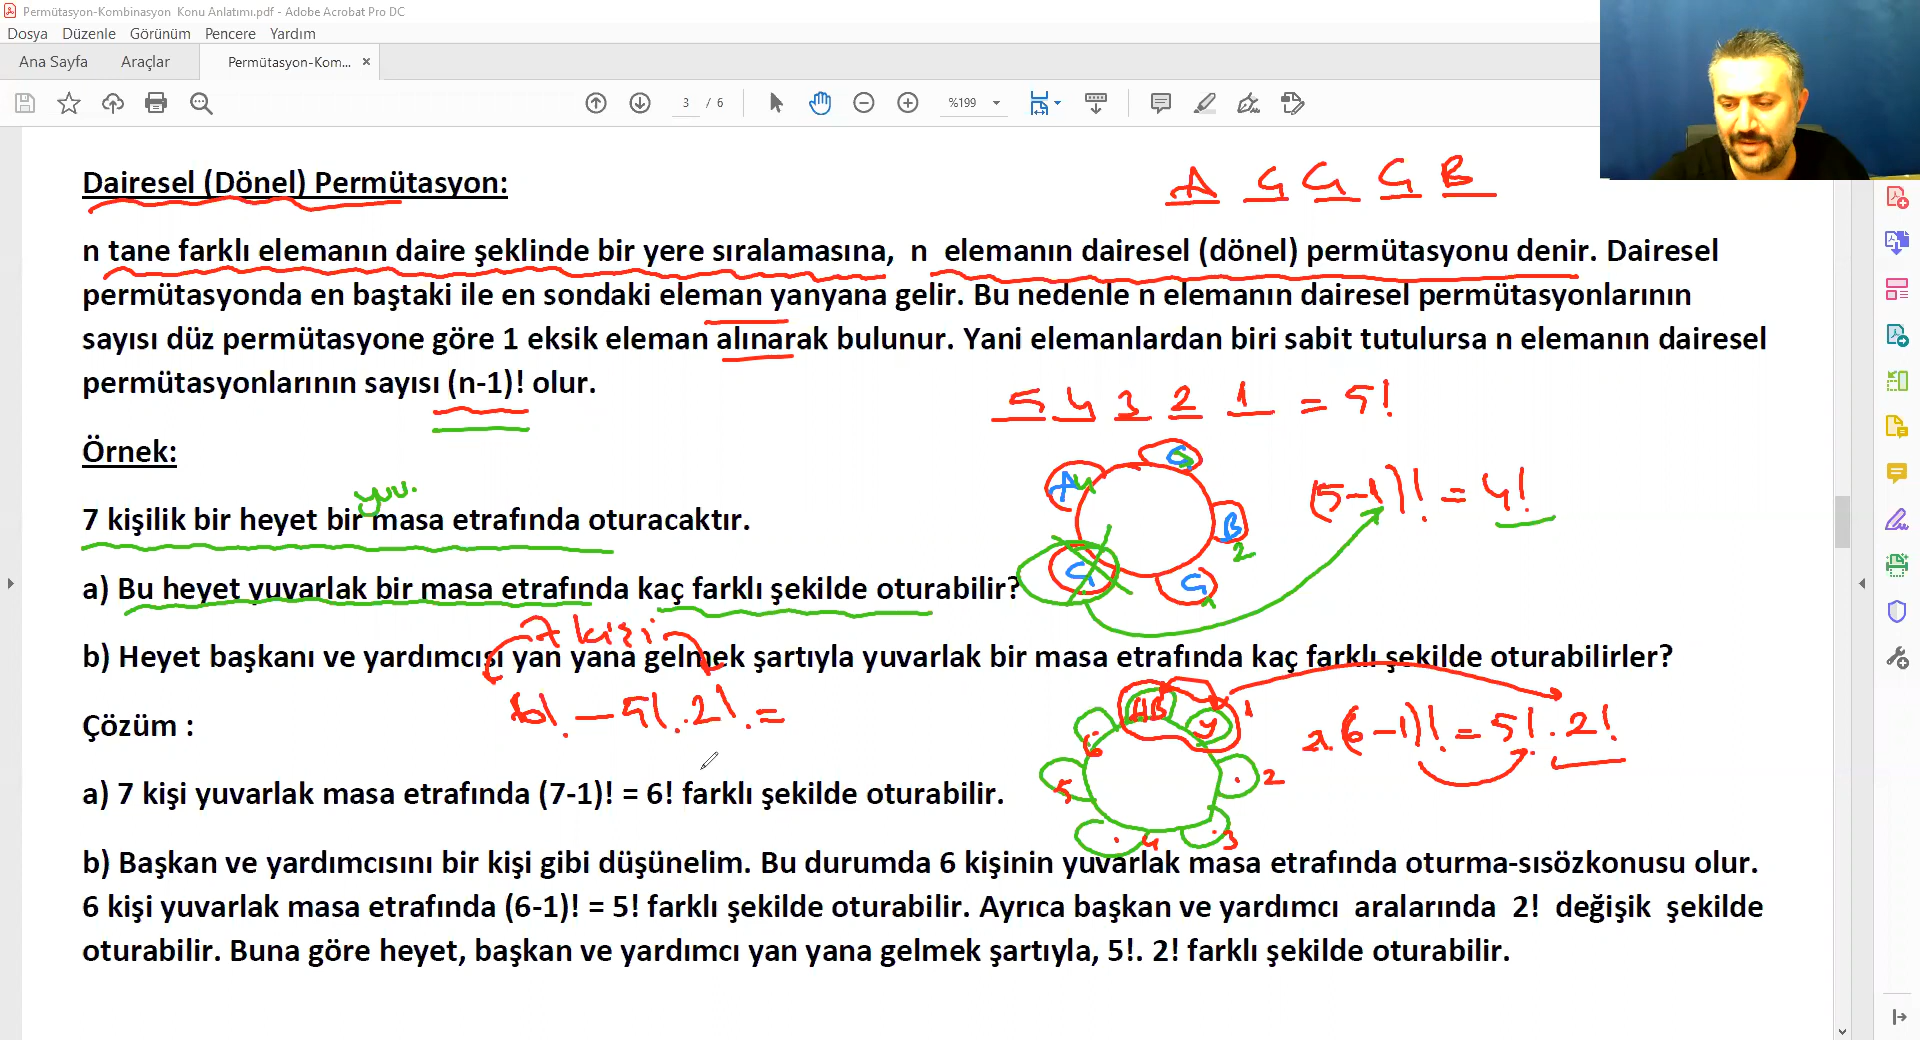 Permütasyon-Kombinasyon Konu Anlatımı.pdf - Adobe Acrobat Pro DC
Dosya Düzenle Görünüm Pencere Yardım
Ana Sayfa Araçlar Permütasyon-Kom... ×
3 / 6 %199
A G G G B
Dairesel (Dönel) Permütasyon:
n tane farklı elemanın daire şeklinde bir yere sıralamasına, n elemanın dairesel (dönel) permütasyonu denir. Dairesel
permütasyonda en baştaki ile en sondaki eleman yanyana gelir. Bu nedenle n elemanın dairesel permütasyonlarının
sayısı düz permütasyone göre 1 eksik eleman alınarak bulunur. Yani elemanlardan biri sabit tutulursa n elemanın dairesel
permütasyonlarının sayısı (n-1)! olur.
5 4 3 2 1 = 5!
Örnek:
(5-1)! = 4!
yuv.
7 kişilik bir heyet bir masa etrafında oturacaktır.
B
2
G
a) Bu heyet yuvarlak bir masa etrafında kaç farklı şekilde oturabilir?
7 kişi
b) Heyet başkanı ve yardımcısı yan yana gelmek şartıyla yuvarlak bir masa etrafında kaç farklı şekilde oturabilirler?
6! - 5!.2! =
HB Y 1
(6-1)! = 5!.2!
Çözüm :
6
5 2
a) 7 kişi yuvarlak masa etrafında (7-1)! = 6! farklı şekilde oturabilir.
4 3
b) Başkan ve yardımcısını bir kişi gibi düşünelim. Bu durumda 6 kişinin yuvarlak masa etrafında oturma-sısözkonusu olur.
6 kişi yuvarlak masa etrafında (6-1)! = 5! farklı şekilde oturabilir. Ayrıca başkan ve yardımcı aralarında 2! değişik şekilde
oturabilir. Buna göre heyet, başkan ve yardımcı yan yana gelmek şartıyla, 5!. 2! farklı şekilde oturabilir.